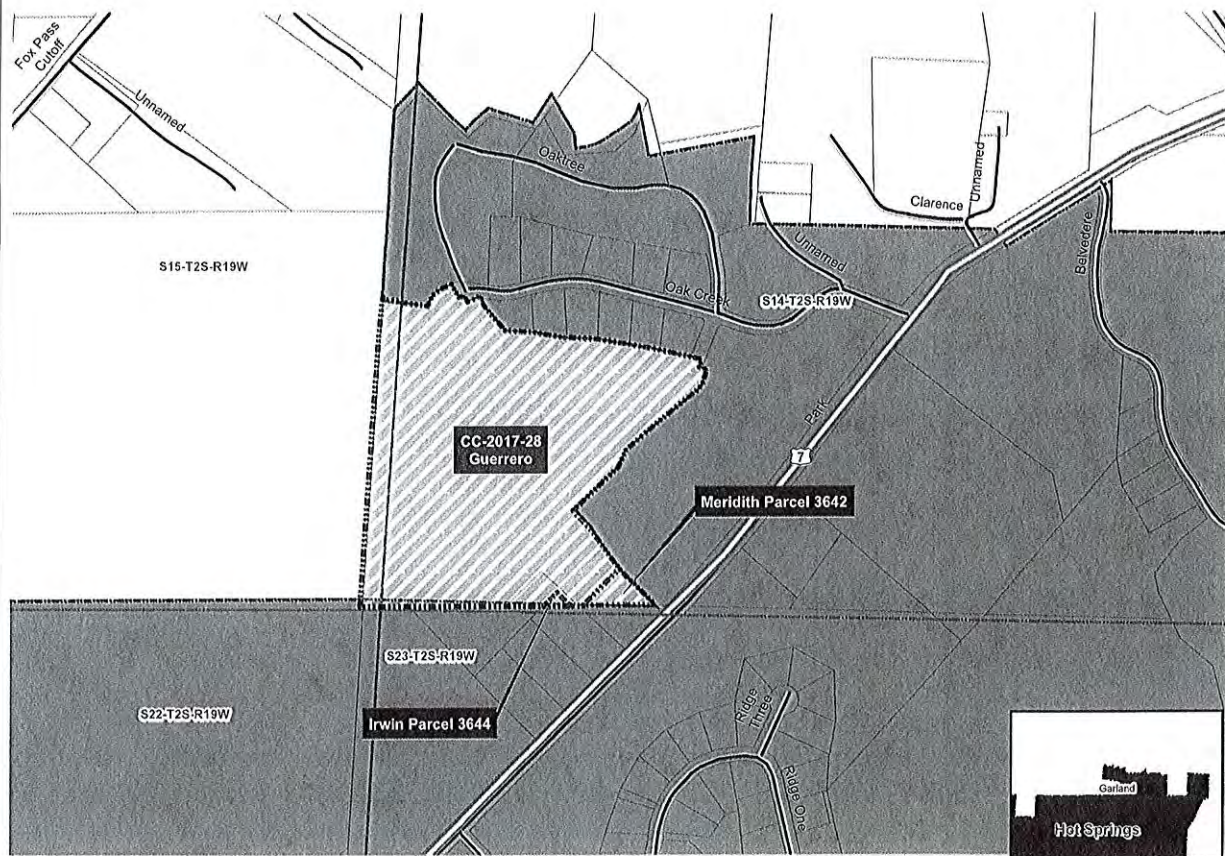 Fox Pass
Cutoff
Unnamed
Oaktree
Clarence
Unnamed
Belvedere
S15-T2S-R19W
Unnamed
Oak Creek
S14-T2S-R19W
Park
CC-2017-28
Guerrero
7
Meridith Parcel 3642
S23-T2S-R19W
S22-T2S-R19W
Irwin Parcel 3644
Ridge
Three
Ridge One
Garland
Hot Springs